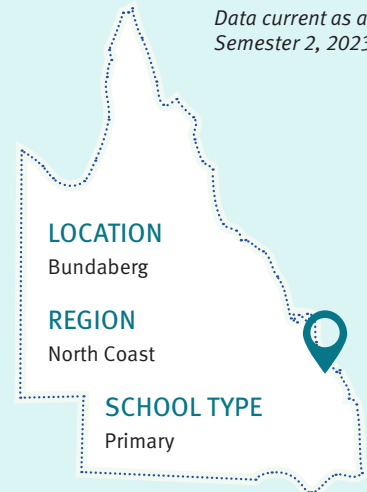 Data current as a
Semester 2, 2023
LOCATION
Bundaberg
REGION
North Coast
SCHOOL TYPE
Primary